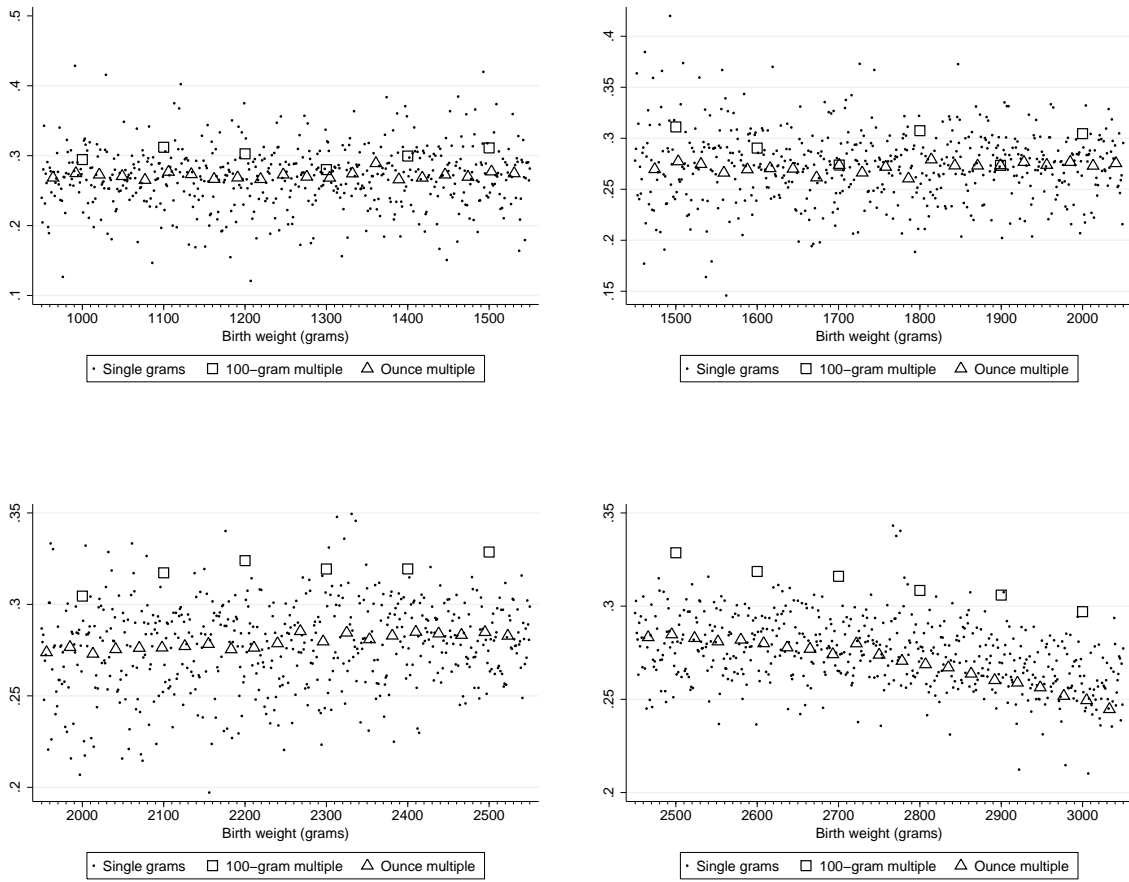 .5
.4
.3
.2
.1
1000 1100 1200 1300 1400 1500
Birth weight (grams)
Single grams 100−gram multiple Ounce multiple
.4
.35
.3
.25
.2
.15
1500 1600 1700 1800 1900 2000
Birth weight (grams)
Single grams 100−gram multiple Ounce multiple
.35
.3
.25
.2
2000 2100 2200 2300 2400 2500
Birth weight (grams)
Single grams 100−gram multiple Ounce multiple
.35
.3
.25
.2
2500 2600 2700 2800 2900 3000
Birth weight (grams)
Single grams 100−gram multiple Ounce multiple